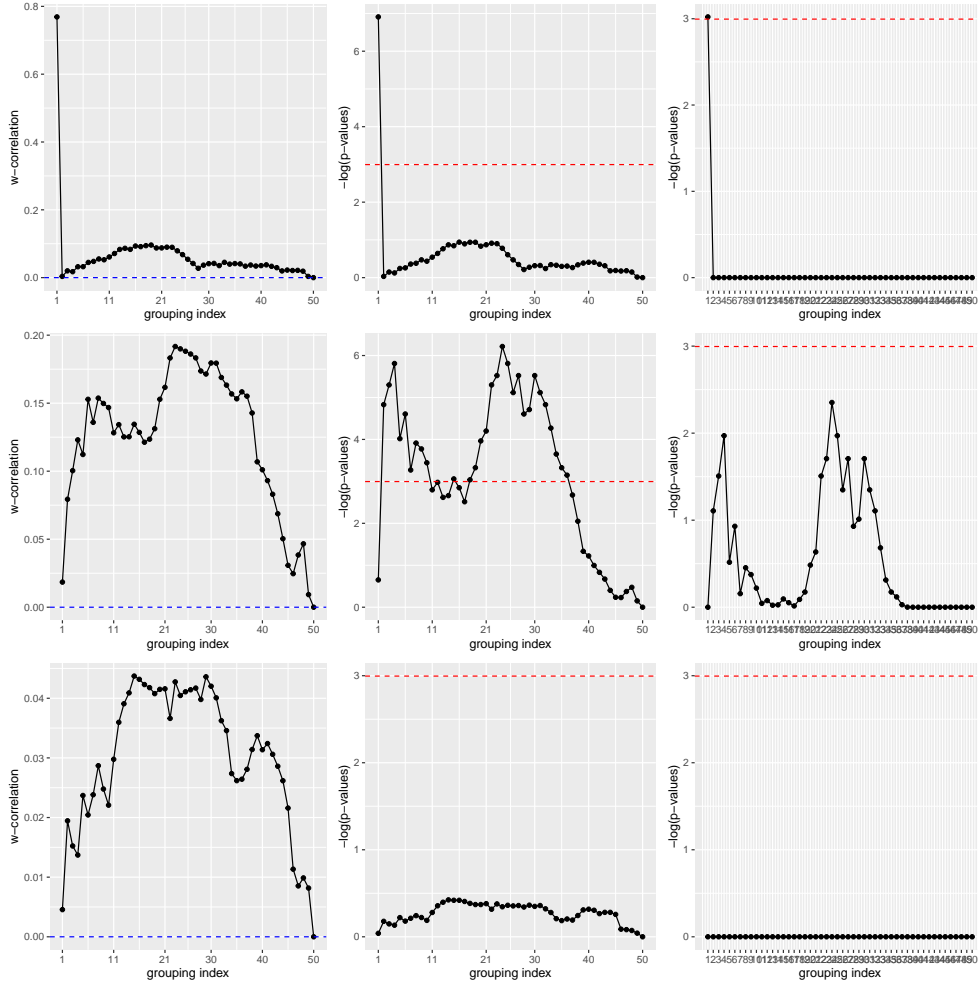 w−correlation
0.8
0.6
0.4
0.2
0.0
1 11 30 40 50
grouping index
−log(p−values)
6
4
2
0
1 11 21 30 40 50
grouping index
−log(p−values)
3
2
1
0
grouping index
w−correlation
0.20
0.15
0.10
0.05
0.00
1 11 21 30 40 50
grouping index
−log(p−values)
6
4
2
0
1 11 21 30 40 50
grouping index
−log(p−values)
3
2
1
0
grouping index
w−correlation
0.04
0.03
0.02
0.01
0.00
1 11 21 30 40 50
grouping index
−log(p−values)
3
2
1
0
1 11 21 30 40 50
grouping index
−log(p−values)
3
2
1
0
grouping index